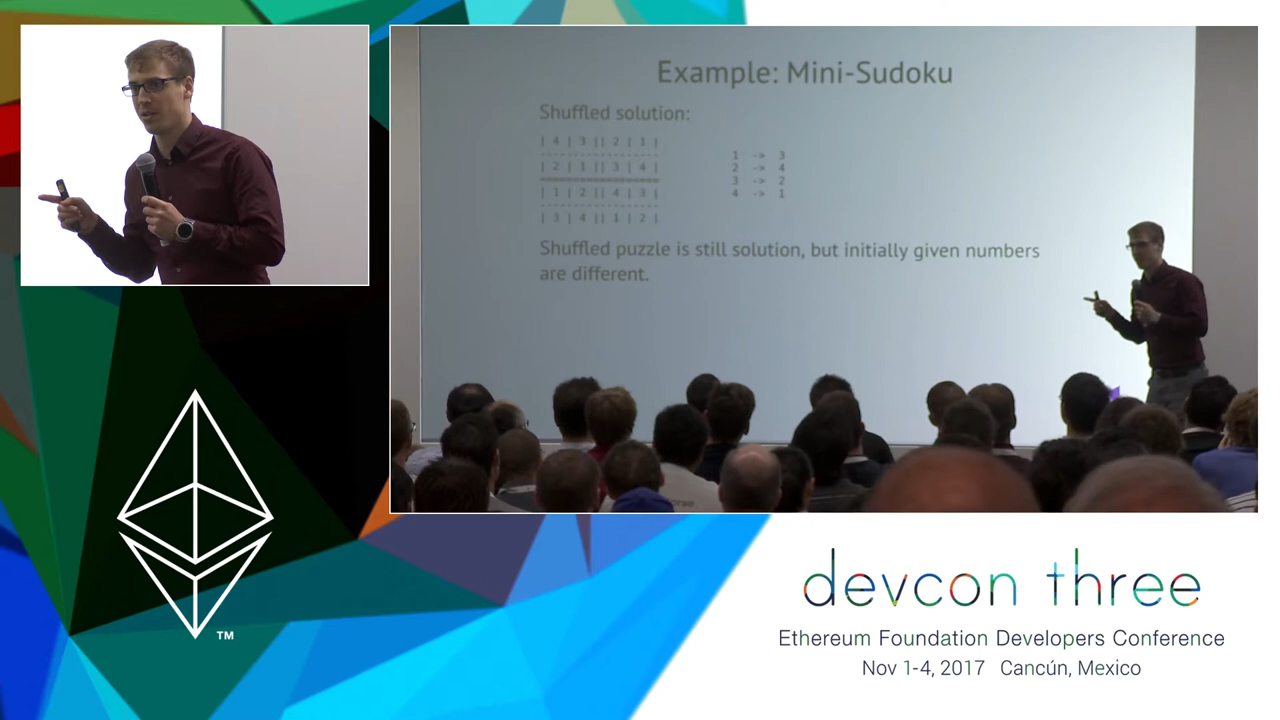 Example: Mini-Sudoku
Shuffled solution:
| 4 | 3 || 2 | 1 |
-----------------
| 2 | 1 || 3 | 4 |
=================
| 1 | 2 || 4 | 3 |
-----------------
| 3 | 4 || 1 | 2 |
1 -> 3
2 -> 4
3 -> 2
4 -> 1
Shuffled puzzle is still solution, but initially given numbers
are different.
TM
devcon three
Ethereum Foundation Developers Conference
Nov 1-4, 2017 Cancún, Mexico